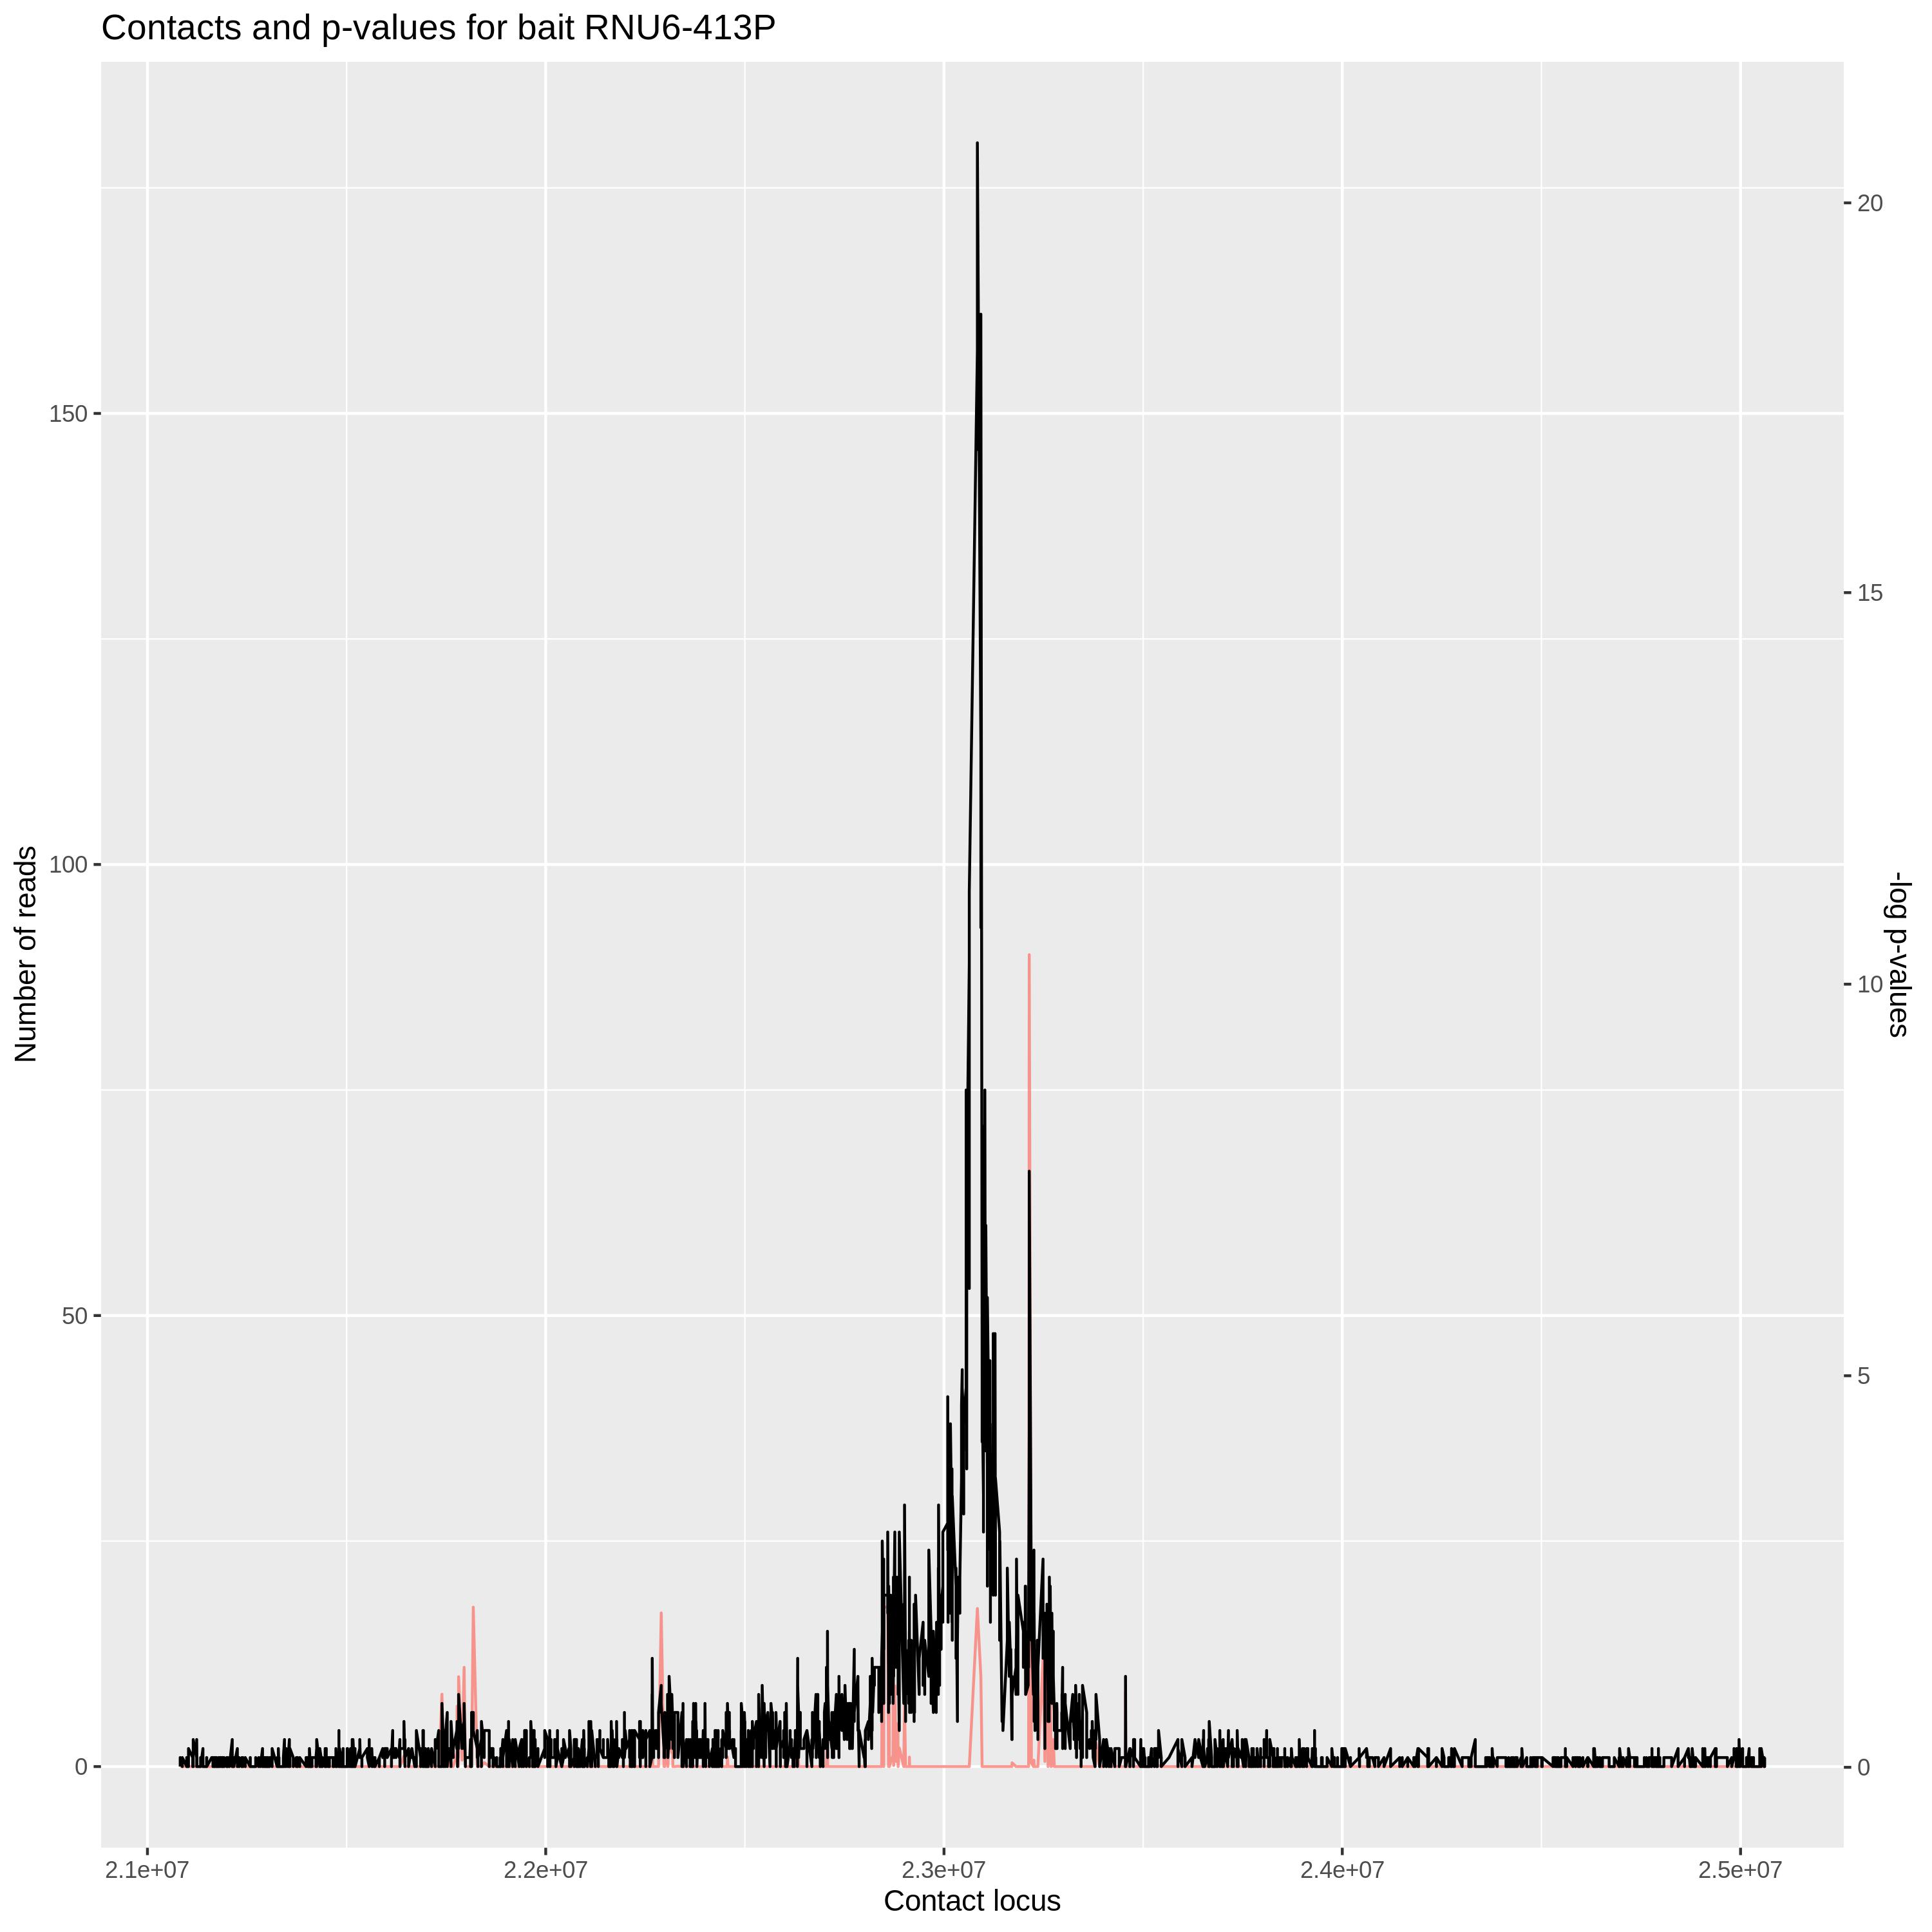 Contacts and p-values for bait RNU6-413P
Number of reads
150
100
50
0
20
15
10
5
0
-log p-values
2.1e+07
2.2e+07
2.3e+07
2.4e+07
2.5e+07
Contact locus